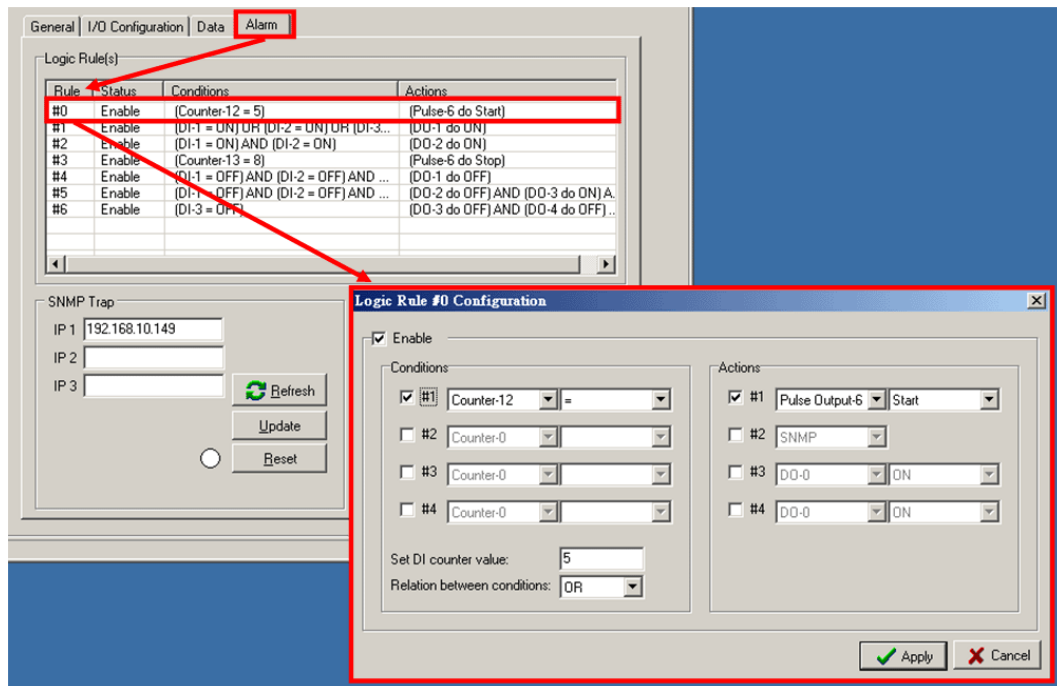 General I/O Configuration Data Alarm
Logic Rule(s)
Rule Status Conditions Actions
#0 Enable (Counter-12 = 5) (Pulse-6 do Start)
#1 Enable (DI-1 = ON) OR (DI-2 = ON) OR (DI-3... (DO-1 do ON)
#2 Enable (DI-1 = ON) AND (DI-2 = ON) (DO-2 do ON)
#3 Enable (Counter-13 = 8) (Pulse-6 do Stop)
#4 Enable (DI-1 = OFF) AND (DI-2 = OFF) AND ... (DO-1 do OFF)
#5 Enable (DI-1 = OFF) AND (DI-2 = OFF) AND ... (DO-2 do OFF) AND (DO-3 do ON) A.
#6 Enable (DI-3 = OFF) (DO-3 do OFF) AND (DO-4 do OFF) ..
SNMP Trap
IP 1 192.168.10.149
IP 2
IP 3
Refresh
Update
Reset
Logic Rule #0 Configuration
Enable
Conditions Actions
#1 Counter-12 = #1 Pulse Output-6 Start
#2 Counter-0 #2 SNMP
#3 Counter-0 #3 DO-0 ON
#4 Counter-0 #4 DO-0 ON
Set DI counter value: 5
Relation between conditions: OR
Apply Cancel